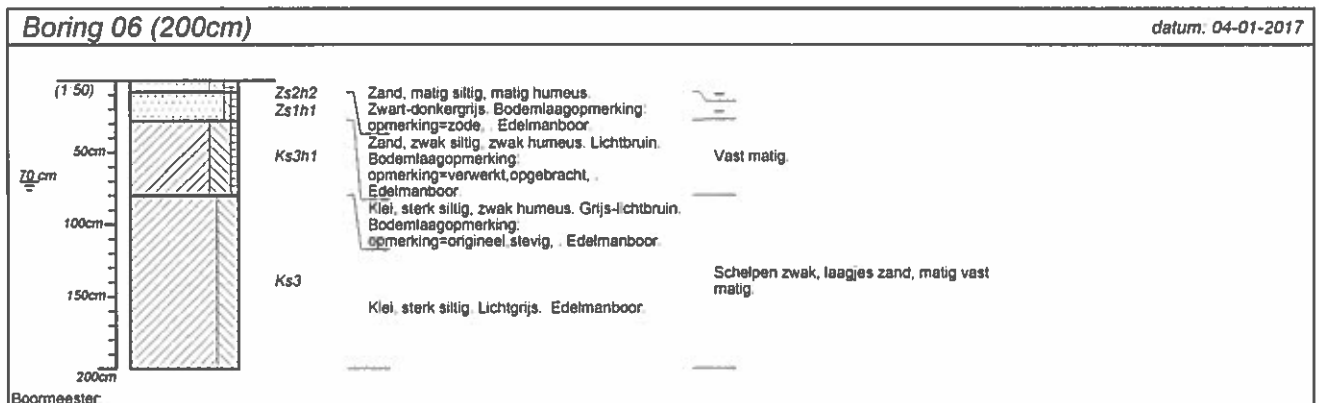 Boring 06 (200cm)
datum: 04-01-2017
(1:50)
50cm
70 cm
100cm
150cm
200cm
Zs2h2
Zs1h1
Ks3h1
Ks3
Zand, matig siltig, matig humeus.
Zwart-donkergrijs. Bodemlaagopmerking:
opmerking=zode, . Edelmanboor.
Zand, zwak siltig, zwak humeus. Lichtbruin.
Bodemlaagopmerking:
opmerking=verwerkt,opgebracht, .
Edelmanboor.
Klei, sterk siltig, zwak humeus. Grijs-lichtbruin.
Bodemlaagopmerking:
opmerking=origineel,stevig, . Edelmanboor.
Klei, sterk siltig. Lichtgrijs. Edelmanboor.
Vast matig.
Schelpen zwak, laagjes zand, matig vast
matig.
Boormeester: